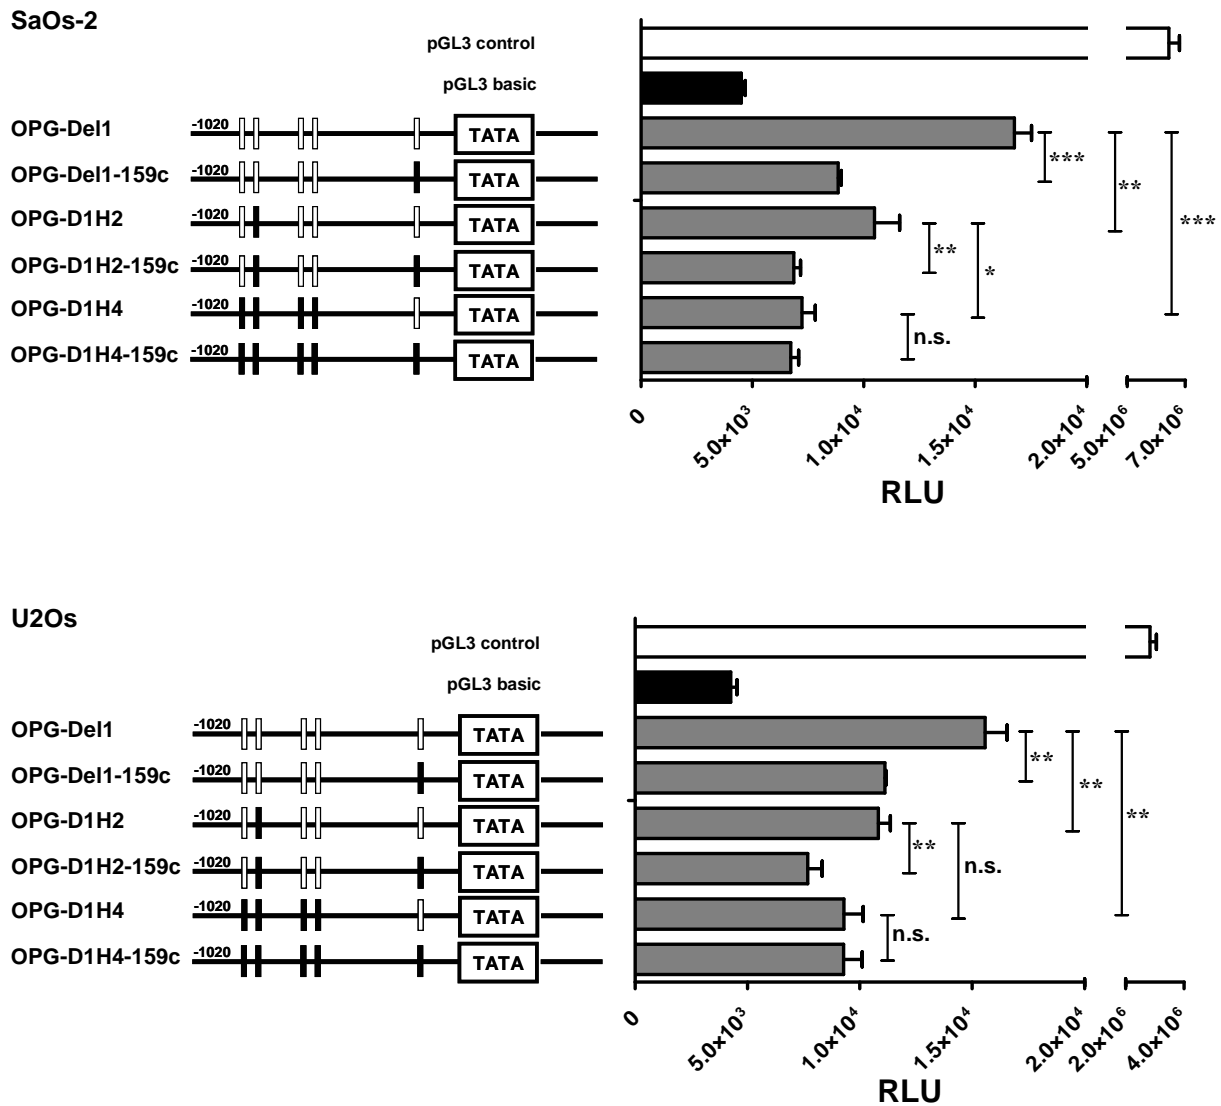 SaOs-2
pGL3 control
pGL3 basic
OPG-Del1 -1020 TATA
OPG-Del1-159c -1020 TATA
OPG-D1H2 -1020 TATA
OPG-D1H2-159c -1020 TATA
OPG-D1H4 -1020 TATA
OPG-D1H4-159c -1020 TATA
***
**
***
**
*
n.s.
0 5.0×10³ 1.0×10⁴ 1.5×10⁴ 2.0×10⁴ 5.0×10⁶ 7.0×10⁶
RLU
U2Os
pGL3 control
pGL3 basic
OPG-Del1 -1020 TATA
OPG-Del1-159c -1020 TATA
OPG-D1H2 -1020 TATA
OPG-D1H2-159c -1020 TATA
OPG-D1H4 -1020 TATA
OPG-D1H4-159c -1020 TATA
**
**
**
**
n.s.
n.s.
0 5.0×10³ 1.0×10⁴ 1.5×10⁴ 2.0×10⁴ 2.0×10⁶ 4.0×10⁶
RLU